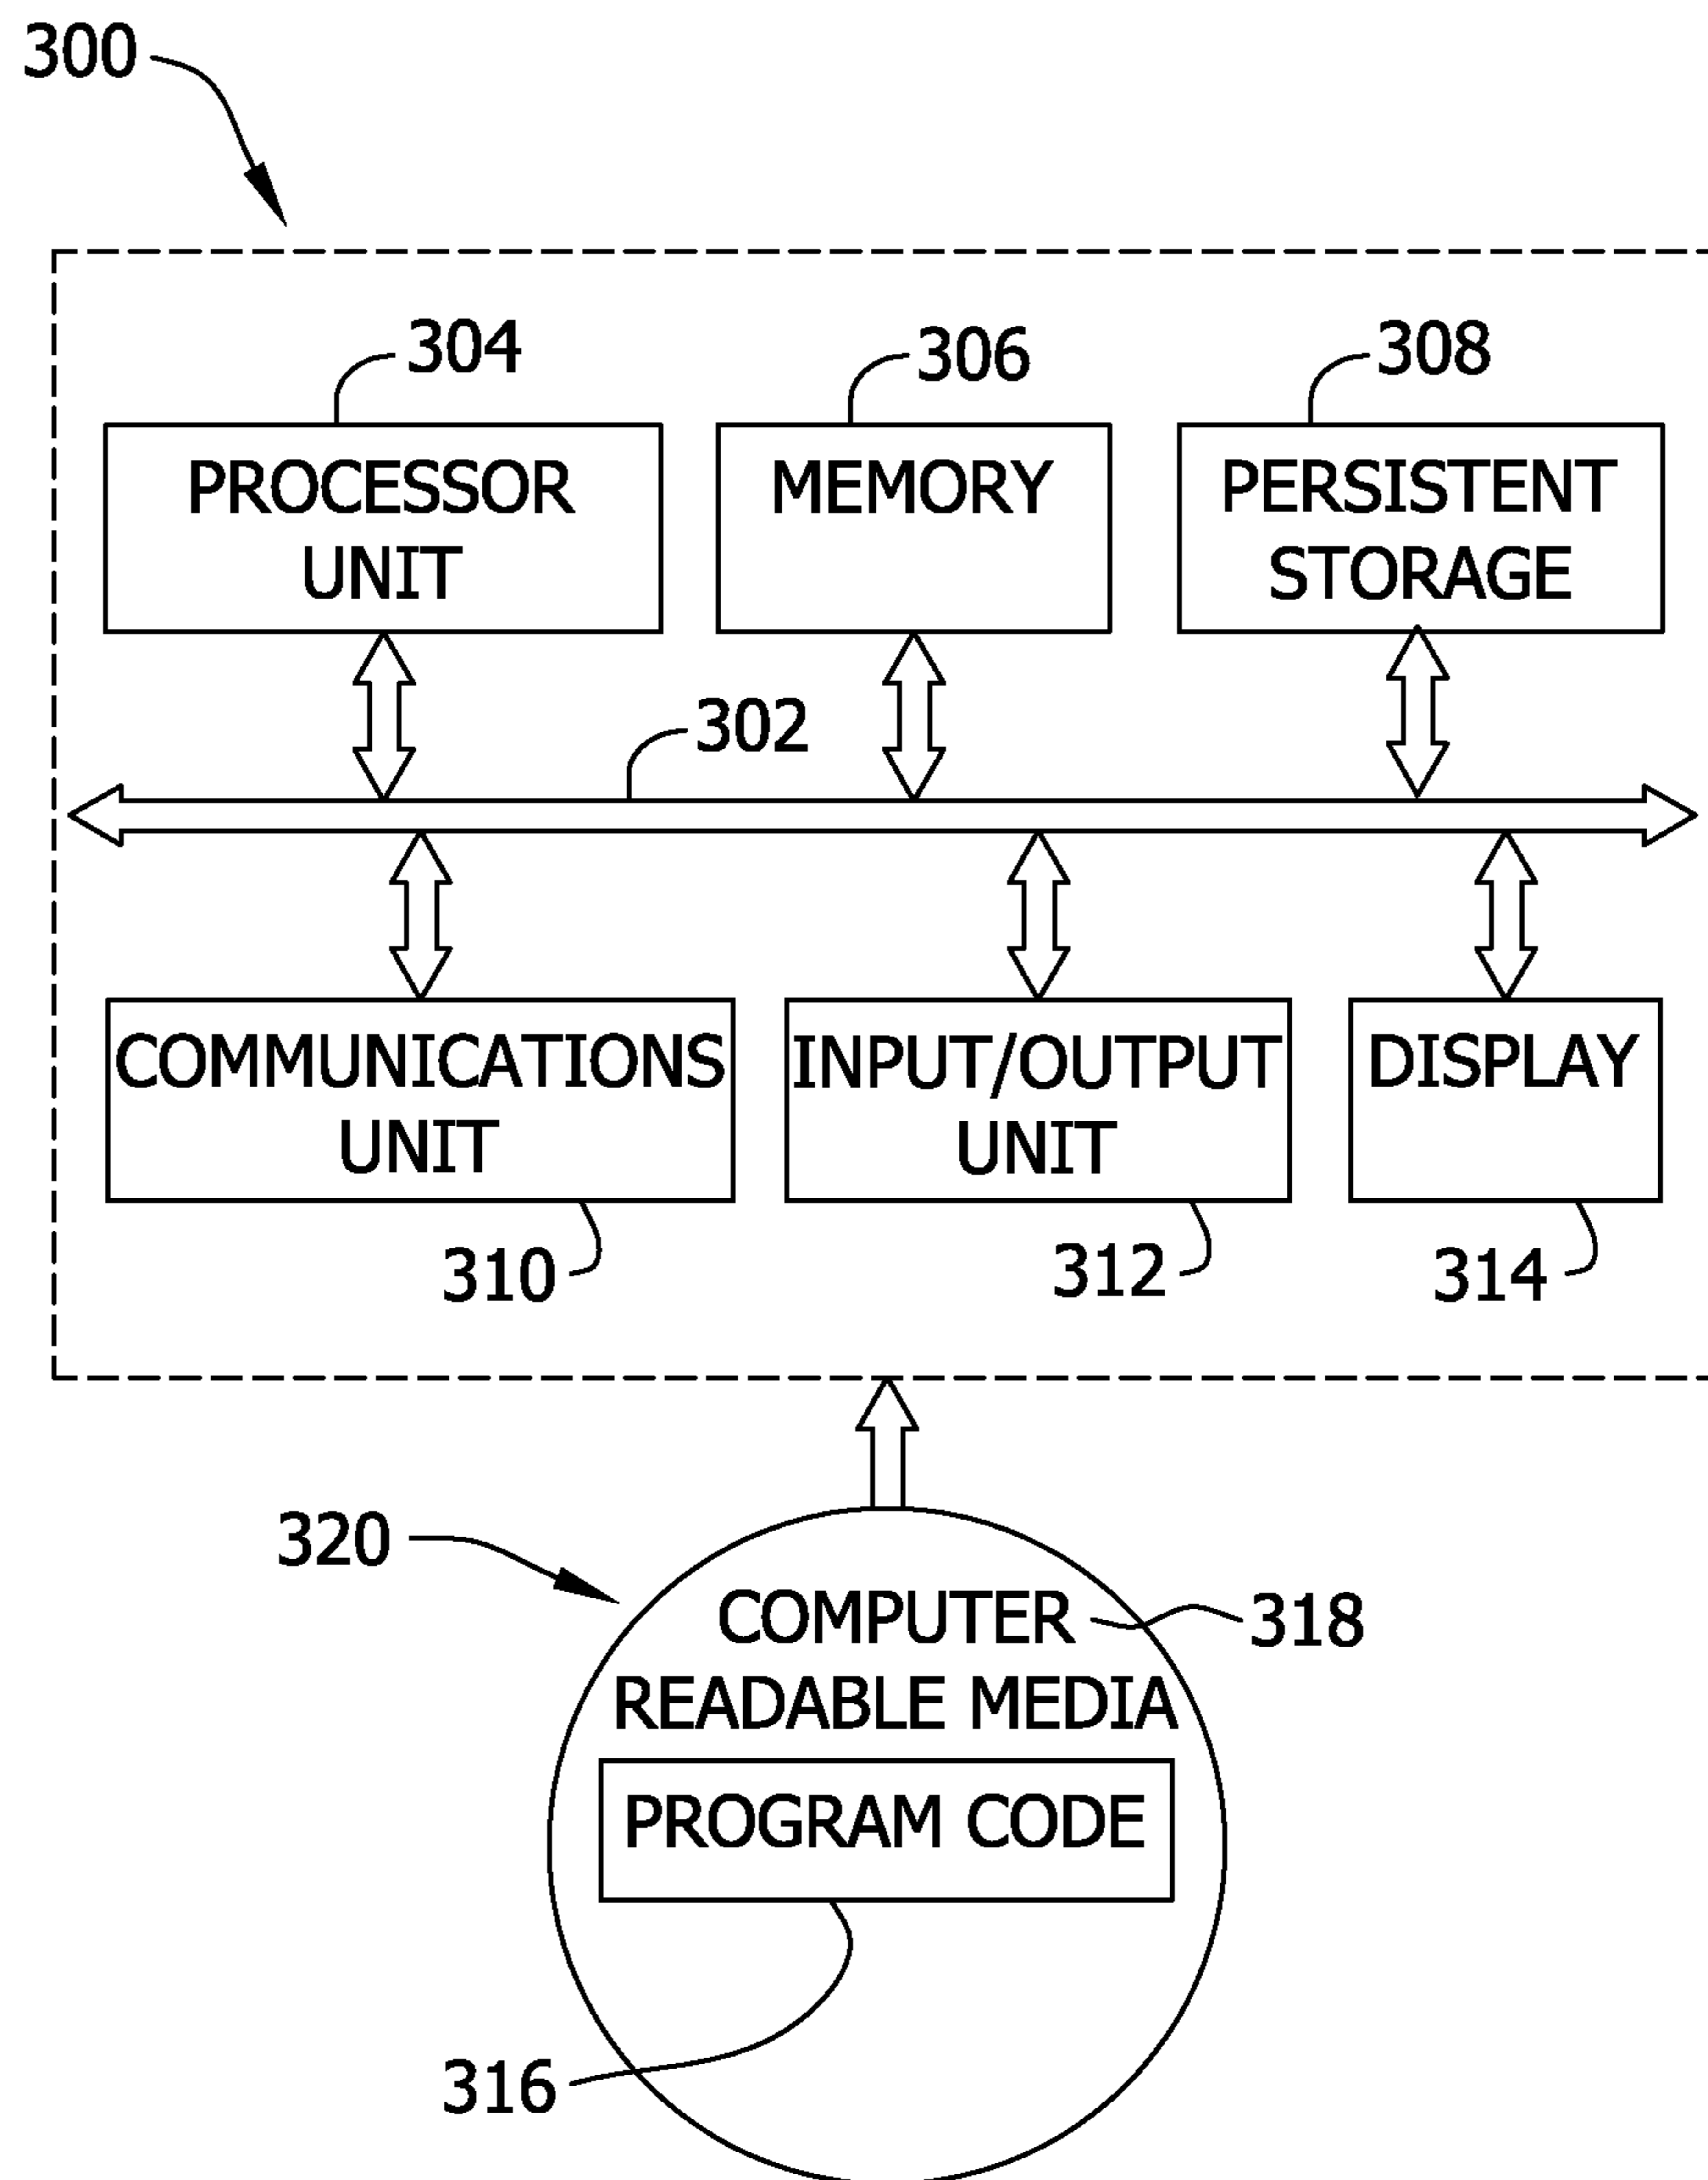 300
304
306
308
PROCESSOR
UNIT
MEMORY
PERSISTENT
STORAGE
302
COMMUNICATIONS
UNIT
INPUT/OUTPUT
UNIT
DISPLAY
310
312
314
320
COMPUTER
READABLE MEDIA
318
PROGRAM CODE
316